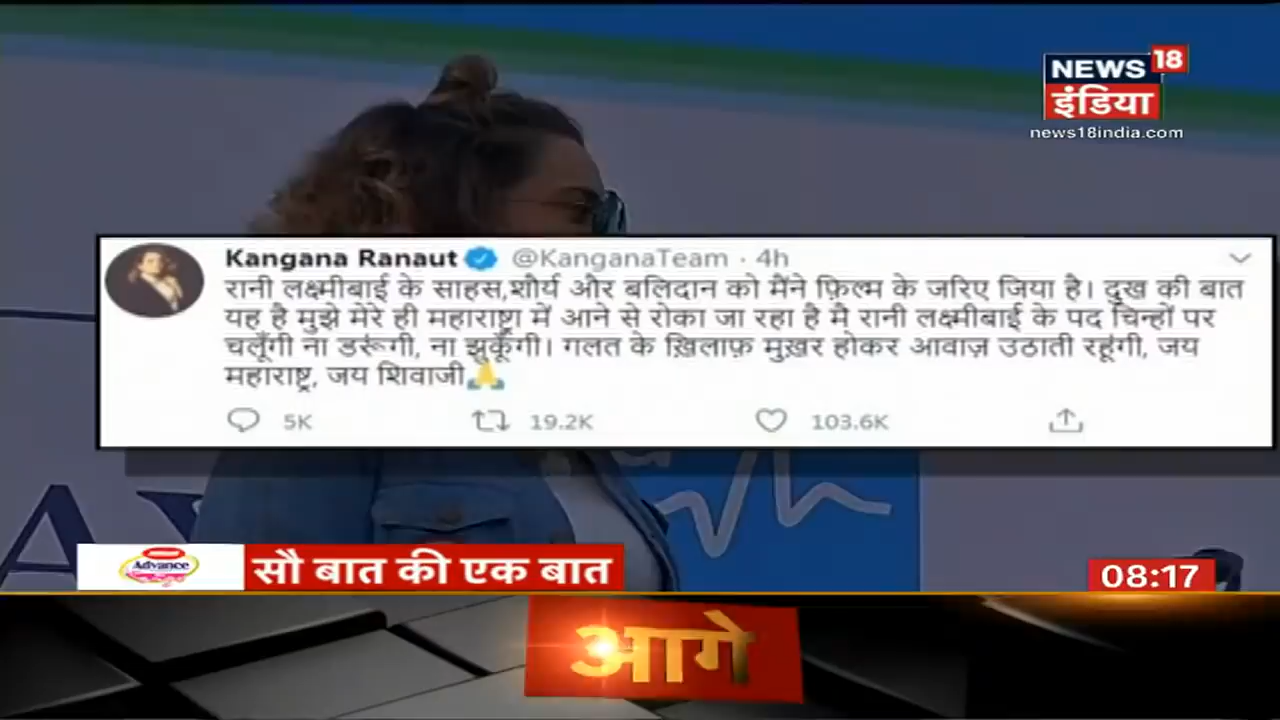 NEWS 18
इंडिया
news18india.com
Kangana Ranaut @KanganaTeam · 4h
रानी लक्ष्मीबाई के साहस,शौर्य और बलिदान को मैंने फ़िल्म के जरिए जिया है। दुख की बात
यह है मुझे मेरे ही महाराष्ट्रा में आने से रोका जा रहा है मै रानी लक्ष्मीबाई के पद चिन्हों पर
चलूँगी ना डरूंगी, ना झुकूँगी। गलत के ख़िलाफ़ मुख़र होकर आवाज़ उठाती रहूंगी, जय
महाराष्ट्र, जय शिवाजी🙏
5K 19.2K 103.6K
Advance
सौ बात की एक बात
08:17
आगे